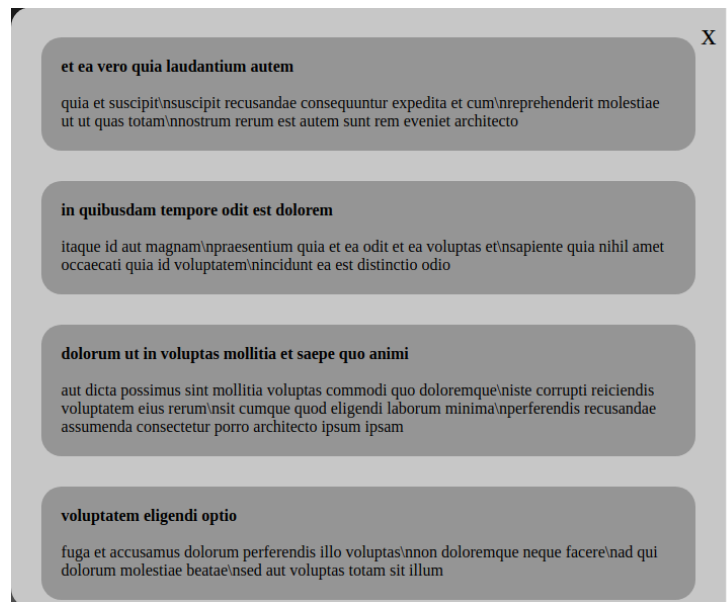 x
et ea vero quia laudantium autem
quia et suscipit\nsuscipit recusandae consequuntur expedita et cum\nreprehenderit molestiae
ut ut quas totam\nnostrum rerum est autem sunt rem eveniet architecto
in quibusdam tempore odit est dolorem
itaque id aut magnam\npraesentium quia et ea odit et ea voluptas et\nsapiente quia nihil amet
occaecati quia id voluptatem\nincidunt ea est distinctio odio
dolorum ut in voluptas mollitia et saepe quo animi
aut dicta possimus sint mollitia voluptas commodi quo doloremque\niste corrupti reiciendis
voluptatem eius rerum\nsit cumque quod eligendi laborum minima\nperferendis recusandae
assumenda consectetur porro architecto ipsum ipsam
voluptatem eligendi optio
fuga et accusamus dolorum perferendis illo voluptas\nnon doloremque neque facere\nad qui
dolorum molestiae beatae\nsed aut voluptas totam sit illum